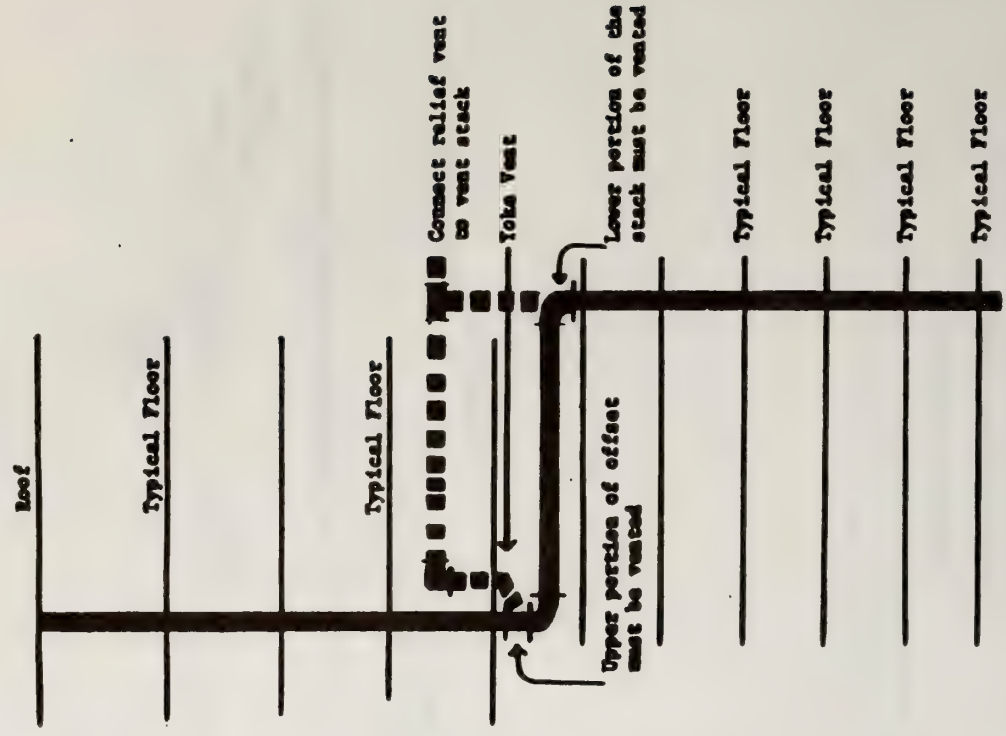 Roof
Typical Floor
Typical Floor
Connect relief vent
to vent stack
Yoke Vent
Lower portion of the
stack must be vented
Upper portion of offset
must be vented
Typical Floor
Typical Floor
Typical Floor
Typical Floor